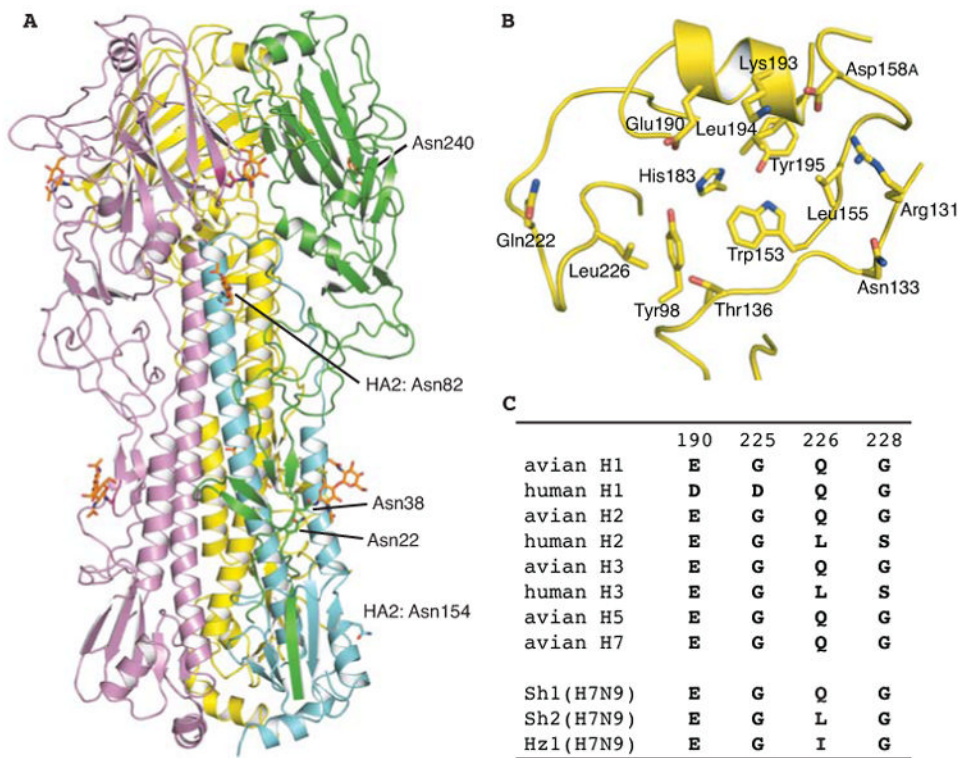 A
Asn240
HA2: Asn82
Asn38
Asn22
HA2: Asn154
B
Lys193
Asp158A
Glu190
Leu194
His183
Tyr195
Gln222
Leu155
Arg131
Leu226
Trp153
Asn133
Tyr98
Thr136
C
190 225 226 228
avian H1 E G Q G
human H1 D D Q G
avian H2 E G Q G
human H2 E G L S
avian H3 E G Q G
human H3 E G L S
avian H5 E G Q G
avian H7 E G Q G
Sh1(H7N9) E G Q G
Sh2(H7N9) E G L G
Hz1(H7N9) E G I G